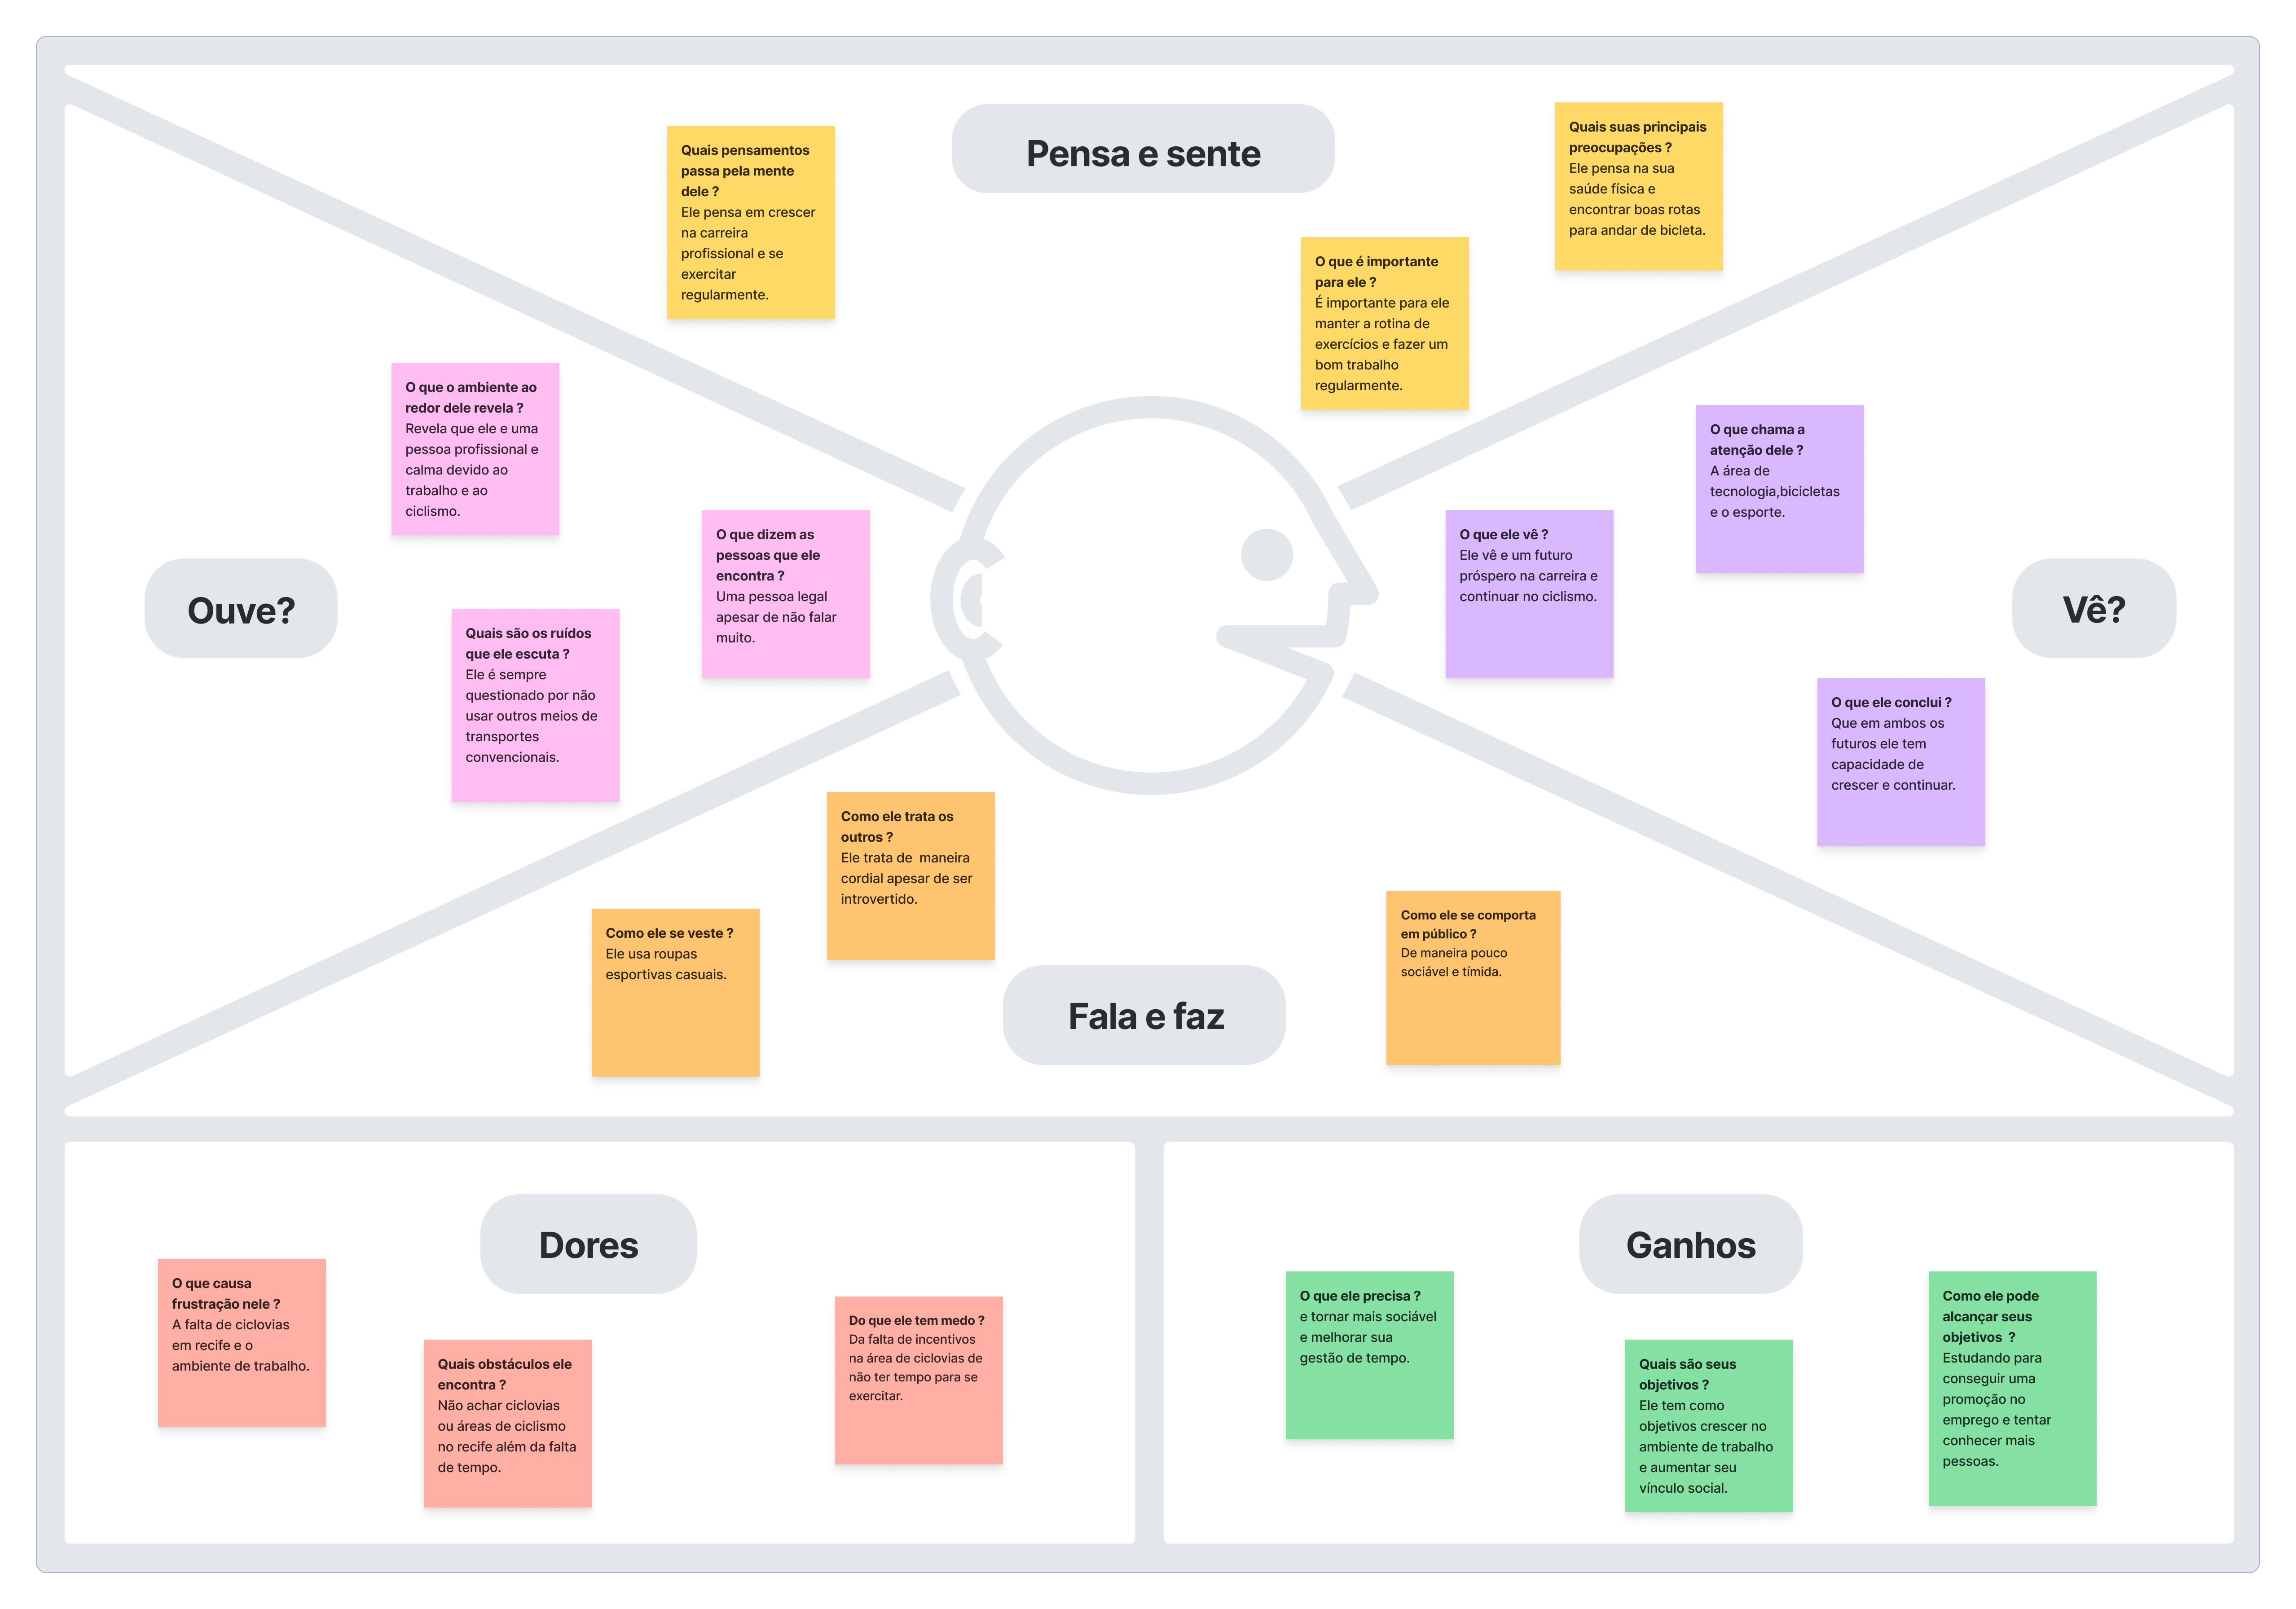 Pensa e sente
Quais pensamentos
passa pela mente
dele ?
Ele pensa em crescer
na carreira
profissional e se
exercitar
regularmente.
O que é importante
para ele ?
É importante para ele
manter a rotina de
exercícios e fazer um
bom trabalho
regularmente.
Quais suas principais
preocupações ?
Ele pensa na sua
saúde física e
encontrar boas rotas
para andar de bicleta.
Ouve?
O que o ambiente ao
redor dele revela ?
Revela que ele e uma
pessoa profissional e
calma devido ao
trabalho e ao
ciclismo.
O que dizem as
pessoas que ele
encontra ?
Uma pessoa legal
apesar de não falar
muito.
Quais são os ruídos
que ele escuta ?
Ele é sempre
questionado por não
usar outros meios de
transportes
convencionais.
Vê?
O que chama a
atenção dele ?
A área de
tecnologia,bicicletas
e o esporte.
O que ele vê ?
Ele vê e um futuro
próspero na carreira e
continuar no ciclismo.
O que ele conclui ?
Que em ambos os
futuros ele tem
capacidade de
crescer e continuar.
Fala e faz
Como ele trata os
outros ?
Ele trata de  maneira
cordial apesar de ser
introvertido.
Como ele se veste ?
Ele usa roupas
esportivas casuais.
Como ele se comporta
em público ?
De maneira pouco
sociável e tímida.
Dores
O que causa
frustração nele ?
A falta de ciclovias
em recife e o
ambiente de trabalho.
Quais obstáculos ele
encontra ?
Não achar ciclovias
ou áreas de ciclismo
no recife além da falta
de tempo.
Do que ele tem medo ?
Da falta de incentivos
na área de ciclovias de
não ter tempo para se
exercitar.
Ganhos
O que ele precisa ?
e tornar mais sociável
e melhorar sua
gestão de tempo.
Quais são seus
objetivos ?
Ele tem como
objetivos crescer no
ambiente de trabalho
e aumentar seu
vínculo social.
Como ele pode
alcançar seus
objetivos  ?
Estudando para
conseguir uma
promoção no
emprego e tentar
conhecer mais
pessoas.